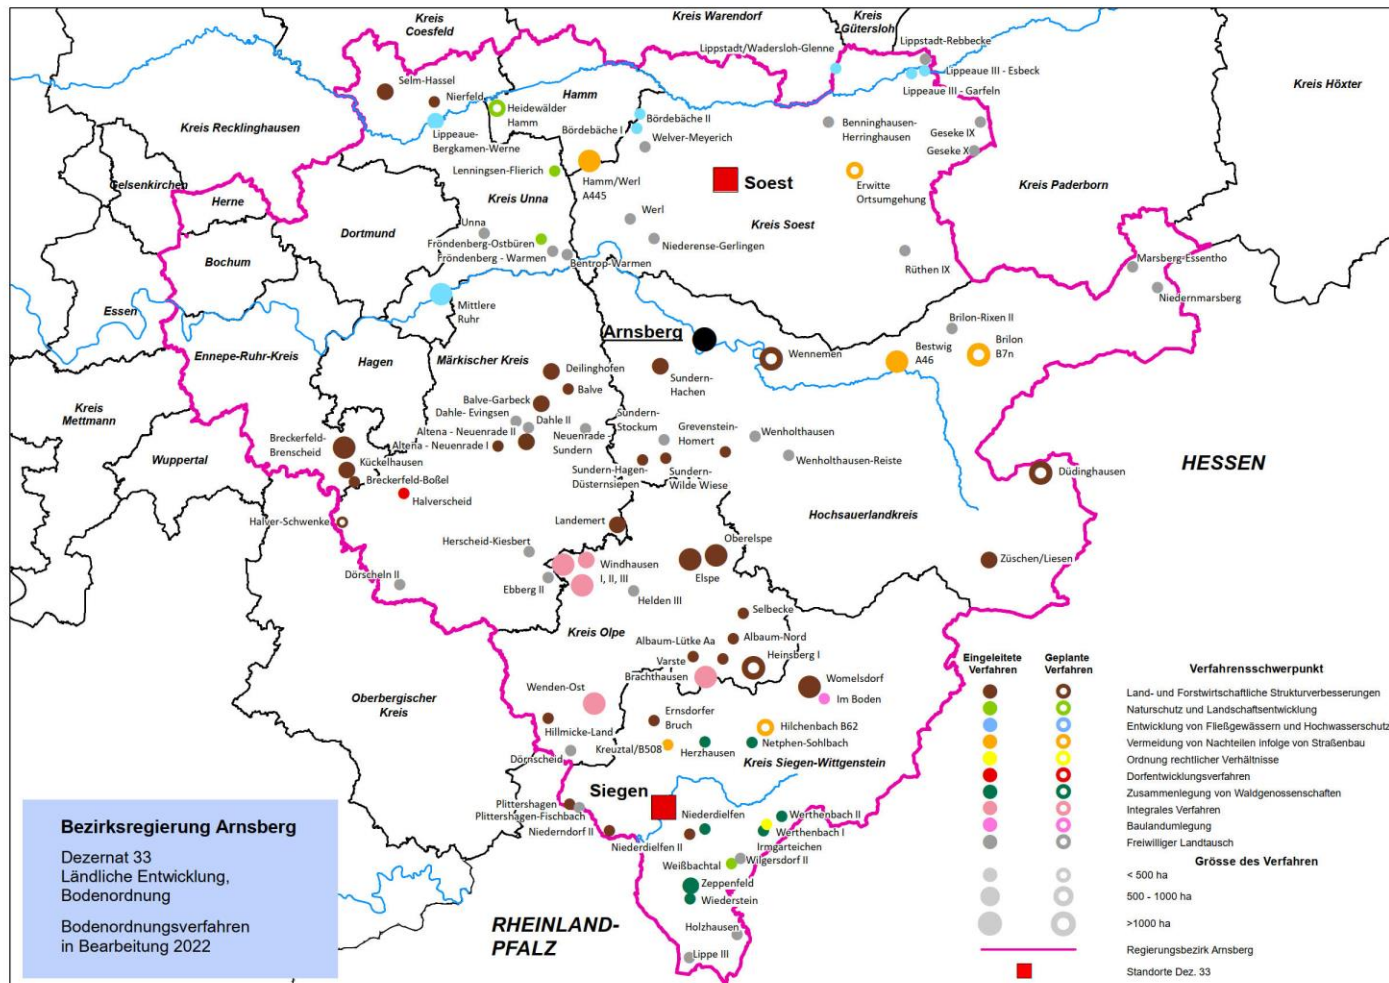 Kreis
Coesfeld
Kreis Warendorf
Kreis
Gütersloh
Lippstadt/Wadersloh-Glenne
Lippstadt-Rebbecke
Lippeaue III - Esbeck
Lippeaue III - Garfeln
Kreis Höxter
Selm-Hassel
Nierfeld
Hamm
Heidewälder
Hamm
Kreis Recklinghausen
Lippeaue-
Bergkamen-Werne
Bördebäche II
Bördebäche I
Welver-Meyerich
Benninghausen-
Herringhausen
Geseke IX
Geseke X
Gelsenkirchen
Lenningsen-Flierich
Hamm/Werl
A445
Soest
Erwitte
Ortsumgehung
Kreis Paderborn
Herne
Kreis Unna
Werl
Kreis Soest
Dortmund
Unna
Fröndenberg-Ostbüren
Fröndenberg - Warmen
Bentrop-Warmen
Niederense-Gerlingen
Rüthen IX
Marsberg-Essentho
Bochum
Niedernmarsberg
Essen
Mittlere
Ruhr
Arnsberg
Brilon-Rixen II
Brilon
B7n
Bestwig
A46
Wennemen
Ennepe-Ruhr-Kreis
Hagen
Märkischer Kreis
Deilinghofen
Sundern-
Hachen
Balve
Balve-Garbeck
Kreis
Mettmann
Dahle- Evingsen
Dahle II
Altena - Neuenrade II
Altena - Neuenrade I
Neuenrade -
Sundern
Sundern-
Stockum
Grevenstein-
Homert
Wenholthausen
Wenholthausen-Reiste
Breckerfeld-
Brenscheid
Wuppertal
Kückelhausen
Breckerfeld-Boßel
Halverscheid
Sundern-Hagen-
Düsternsiepen
Sundern-
Wilde Wiese
HESSEN
Düdinghausen
Halver-Schwenke
Landemert
Hochsauerlandkreis
Herscheid-Kiesbert
Oberelspe
Elspe
Züschen/Liesen
Windhausen
I, II, III
Dörscheln II
Ebberg II
Helden III
Selbecke
Kreis Olpe
Albaum-Lütke Aa
Albaum-Nord
Varste
Heinsberg I
Brachthausen
Womelsdorf
Im Boden
Oberbergischer
Kreis
Wenden-Ost
Hillmicke-Land
Ernsdorfer
Bruch
Kreuztal/B508
Herzhausen
Hilchenbach B62
Netphen-Sohlbach
Dörnscheid
Kreis Siegen-Wittgenstein
Siegen
Plittershagen
Plittershagen-Fischbach
Niederndorf II
Niederdielfen
Niederdielfen II
Werthenbach II
Werthenbach I
Irmgarteichen
Wilgersdorf II
Weißbachtal
Zeppenfeld
Wiederstein
Holzhausen
Lippe III
RHEINLAND-
PFALZ
Bezirksregierung Arnsberg
Dezernat 33
Ländliche Entwicklung,
Bodenordnung
Bodenordnungsverfahren
in Bearbeitung 2022
Eingeleitete
Verfahren
Geplante
Verfahren
Verfahrensschwerpunkt
Land- und Forstwirtschaftliche Strukturverbesserungen
Naturschutz und Landschaftsentwicklung
Entwicklung von Fließgewässern und Hochwasserschutz
Vermeidung von Nachteilen infolge von Straßenbau
Ordnung rechtlicher Verhältnisse
Dorfentwicklungsverfahren
Zusammenlegung von Waldgenossenschaften
Integrales Verfahren
Baulandumlegung
Freiwilliger Landtausch
Grösse des Verfahren
< 500 ha
500 - 1000 ha
>1000 ha
Regierungsbezirk Arnsberg
Standorte Dez. 33